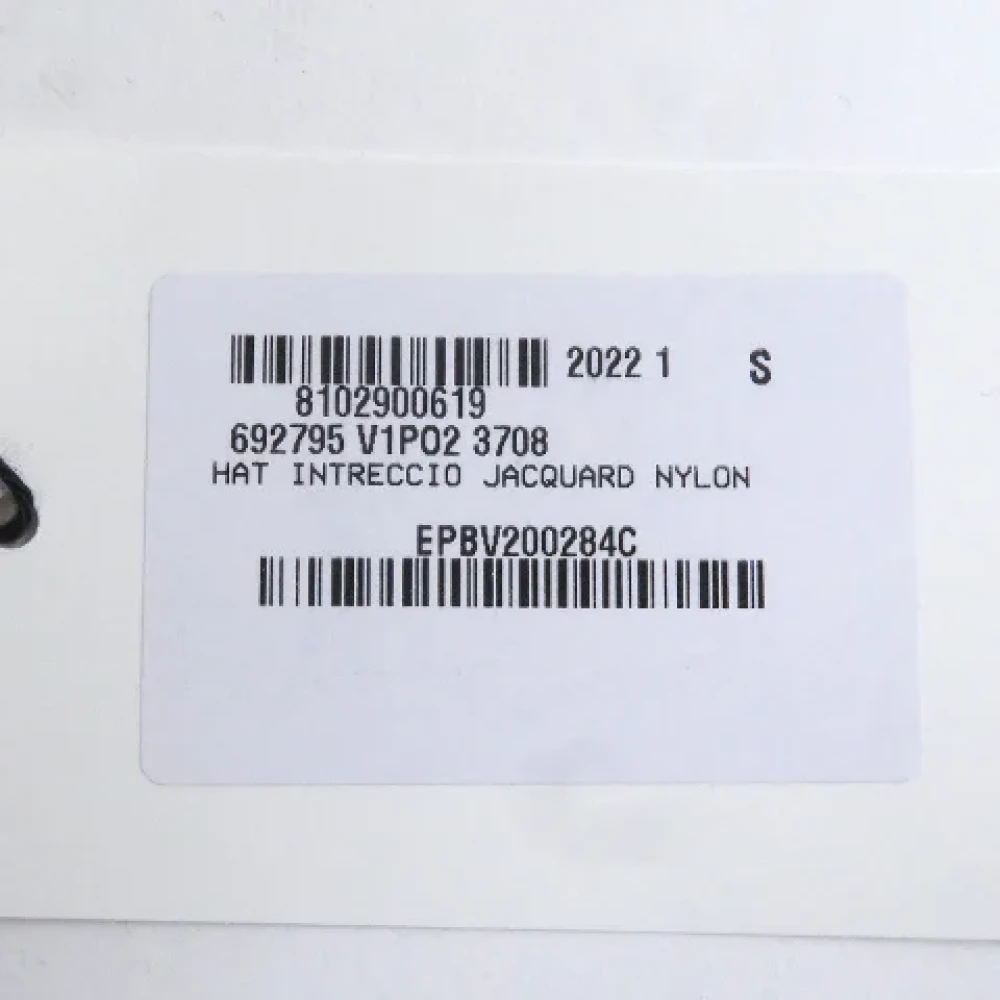 2022 1 S
8102900619
692795 V1PO2 3708
HAT INTRECCIO JACQUARD NYLON
EPBV200284C